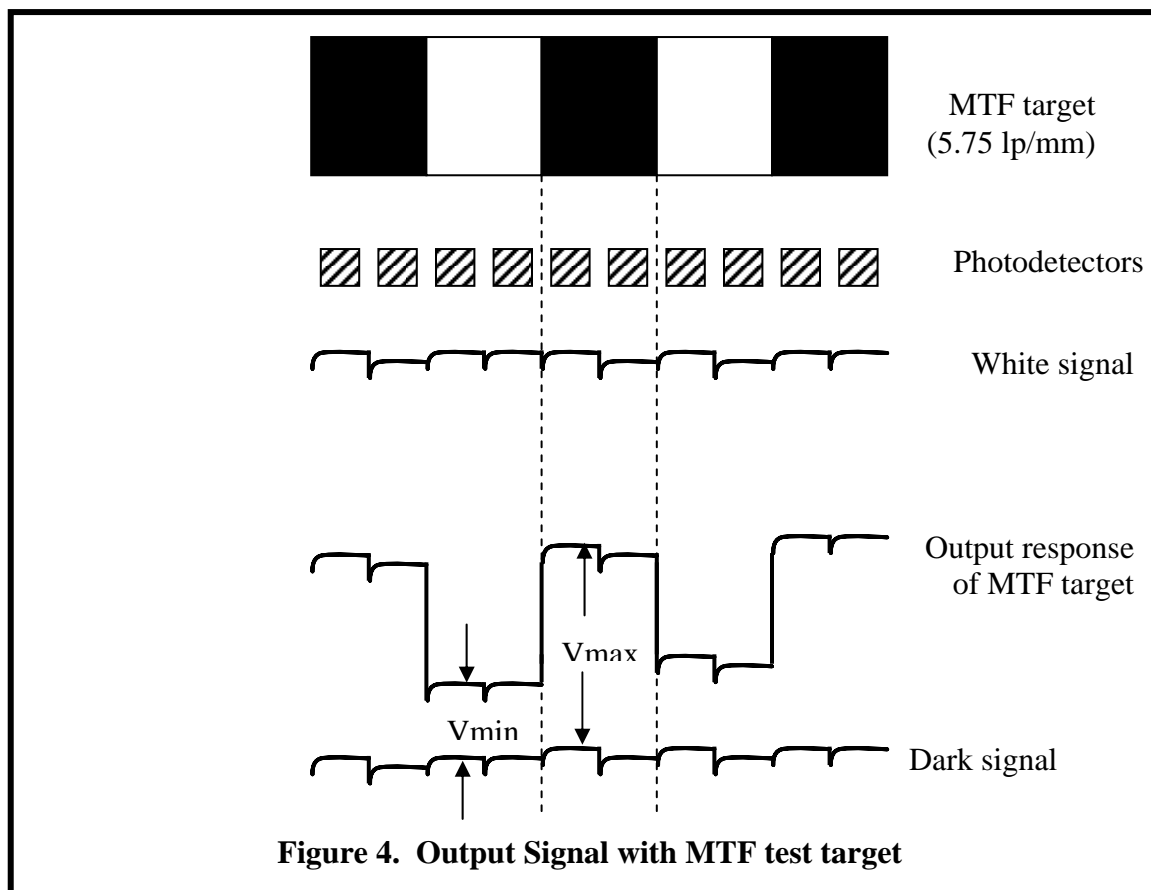 MTF target
(5.75 lp/mm)
Photodetectors
White signal
Output response
of MTF target
Vmax
Vmin
Dark signal
Figure 4. Output Signal with MTF test target